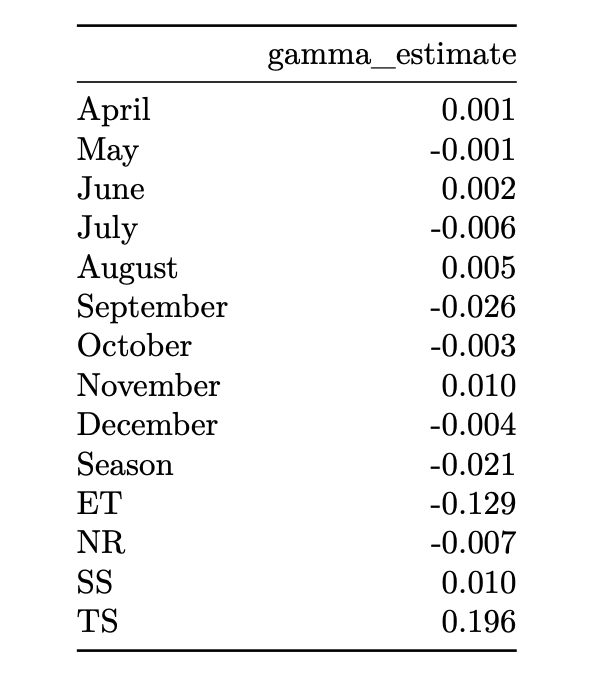 gamma_estimate
April 0.001
May -0.001
June 0.002
July -0.006
August 0.005
September -0.026
October -0.003
November 0.010
December -0.004
Season -0.021
ET -0.129
NR -0.007
SS 0.010
TS 0.196